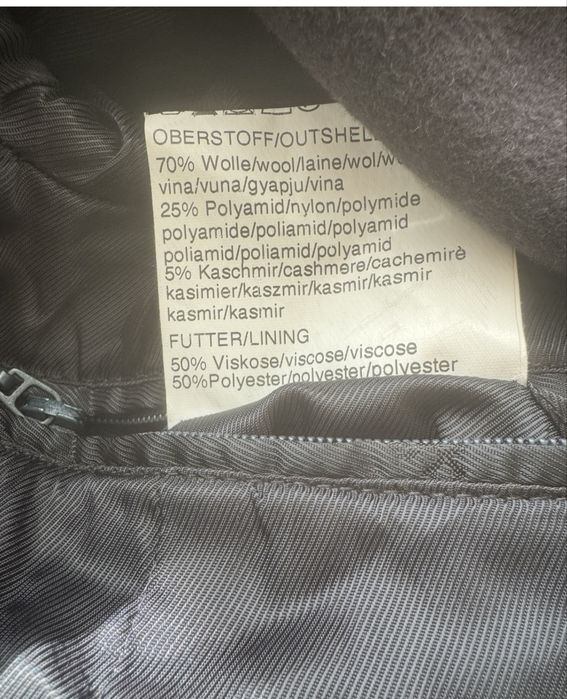 OBERSTOFF/OUTSHEL
70% Wolle/wool/laine/wol/w
vina/vuna/gyapju/vina
25% Polyamid/nylon/polymide
polyamide/poliamid/polyamid
poliamid/poliamid/polyamid
5% Kaschmir/cashmere/cachemirè
kasimier/kaszmir/kasmir/kasmir
kasmir/kasmir
FUTTER/LINING
50% Viskose/viscose/viscose
50%Polyester/polyester/polyester